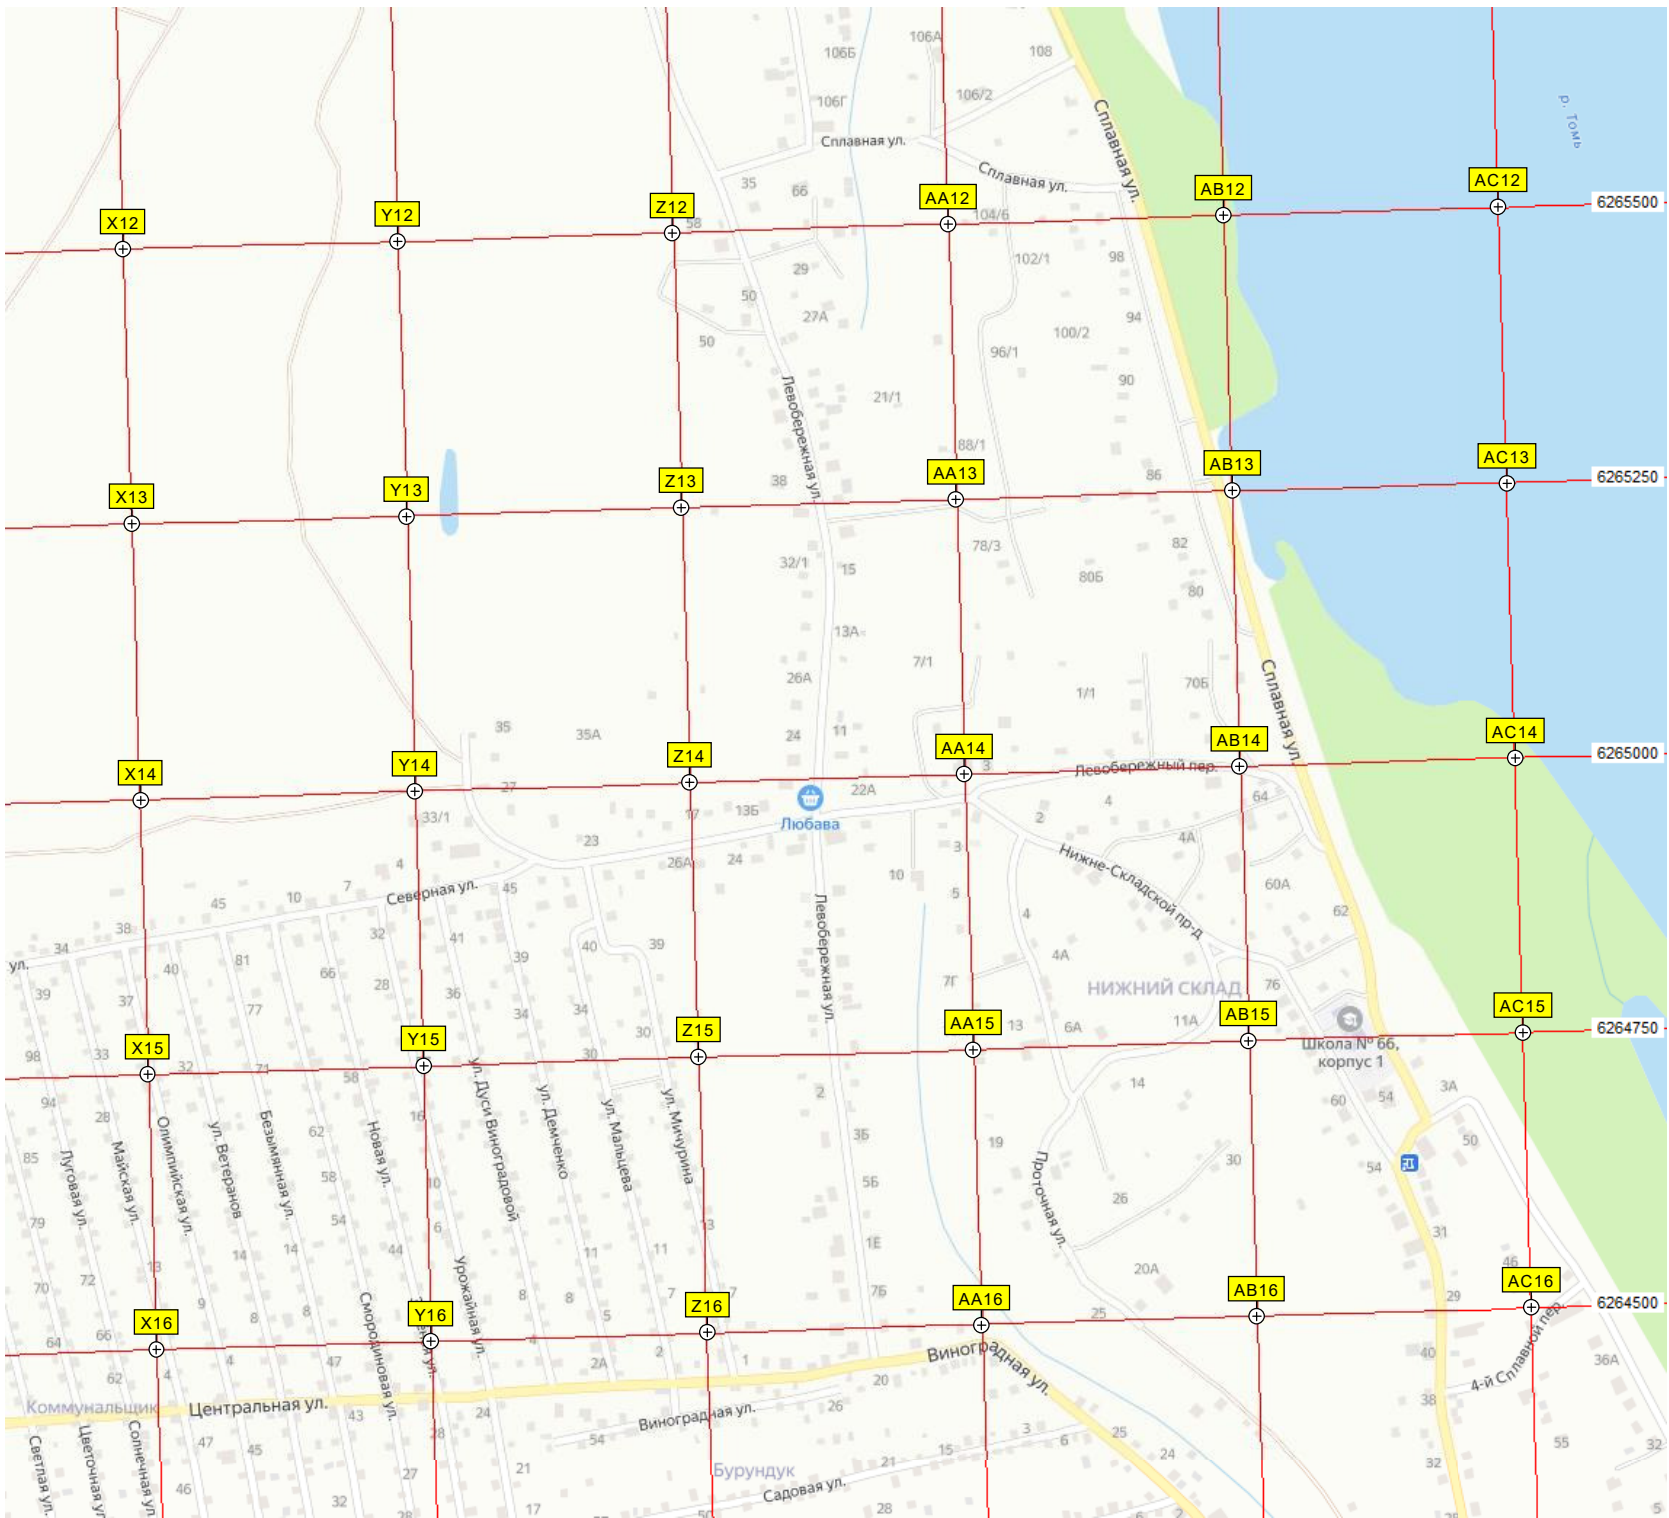 106А
106Б
108
106/2
106Г
р. Томь
Сплавная ул.
Сплавная ул.
Сплавная ул.
35
66
X12
Y12
Z12
AA12
AB12
AC12
6265500
58
104/6
102/1
98
29
50
27А
94
100/2
50
96/1
90
21/1
Левобережная ул.
88/1
X13
Y13
Z13
AA13
AB13
AC13
6265250
38
86
78/3
82
32/1
15
80Б
80
13А
7/1
26А
1/1
70Б
Сплавная ул.
35
35А
24
11
X14
Y14
Z14
AA14
AB14
AC14
6265000
3
Левобережный пер.
27
22А
64
33/1
17
13Б
Любава
2
4
4А
23
26А
24
3
Нижне-Складской пр-д
4
7
Северная ул.
45
10
5
60А
45
10
38
32
41
40
39
Левобережная ул.
4
62
34
ул.
40
81
66
28
39
4А
76
7Г
НИЖНИЙ СКЛАД
39
37
77
36
34
34
30
13
6А
11А
X15
Y15
Z15
AA15
AB15
AC15
6264750
Школа № 66,
корпус 1
98
33
32
71
58
30
94
28
16
2
14
60
54
3А
Луговая ул.
Майская ул.
Олимпийская ул.
ул. Ветеранов
Безымянная ул.
62
Новая ул.
ул. Дуси Виноградовой
ул. Демченко
ул. Мальцева
ул. Мичурина
3Б
19
50
85
58
10
5Б
Проточная ул.
30
54
26
79
54
6
3
31
14
14
44
11
11
1Е
20А
46
70
72
13
9
8
8
Смородиновая ул.
Урожайная ул.
8
8
5
7
7
7Б
25
29
X16
Y16
Z16
AA16
AB16
AC16
6264500
64
66
62
4
4
47
4
2А
2
1
Виноградная ул.
20
40
4-й Сплавной пер.
36А
38
Коммунальщик
Центральная ул.
43
24
Виноградная ул.
26
54
28
Светлая ул.
Цветочная ул.
Солнечная ул.
47
45
46
27
21
Бурундук
21
15
3
6
25
24
55
32
32
Садовая ул.
32
17
28
28
2
5